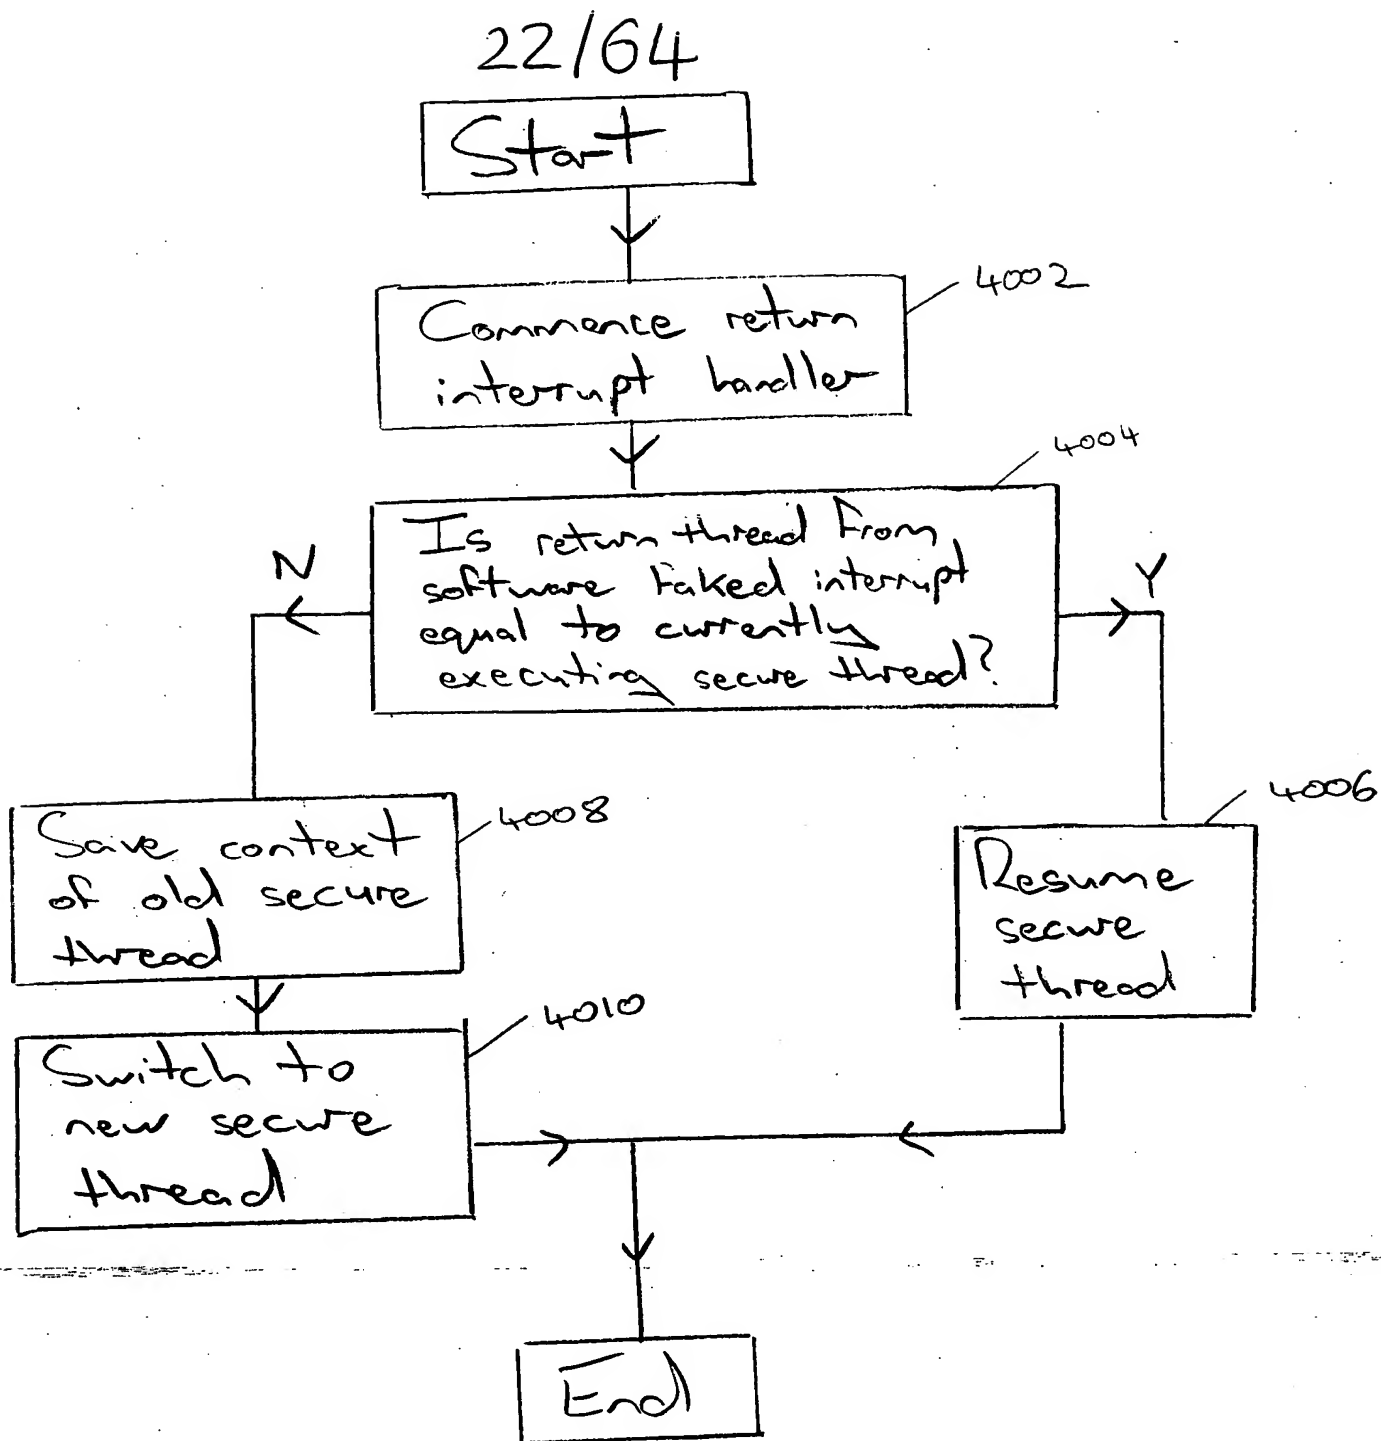 22/64
Start
Commence return
interrupt handler
4002
4004
Is return thread from
software faked interrupt
equal to currently
executing secure thread?
N
Y
4008
Save context
of old secure
thread
4006
Resume
secure
thread
4010
Switch to
new secure
thread
End